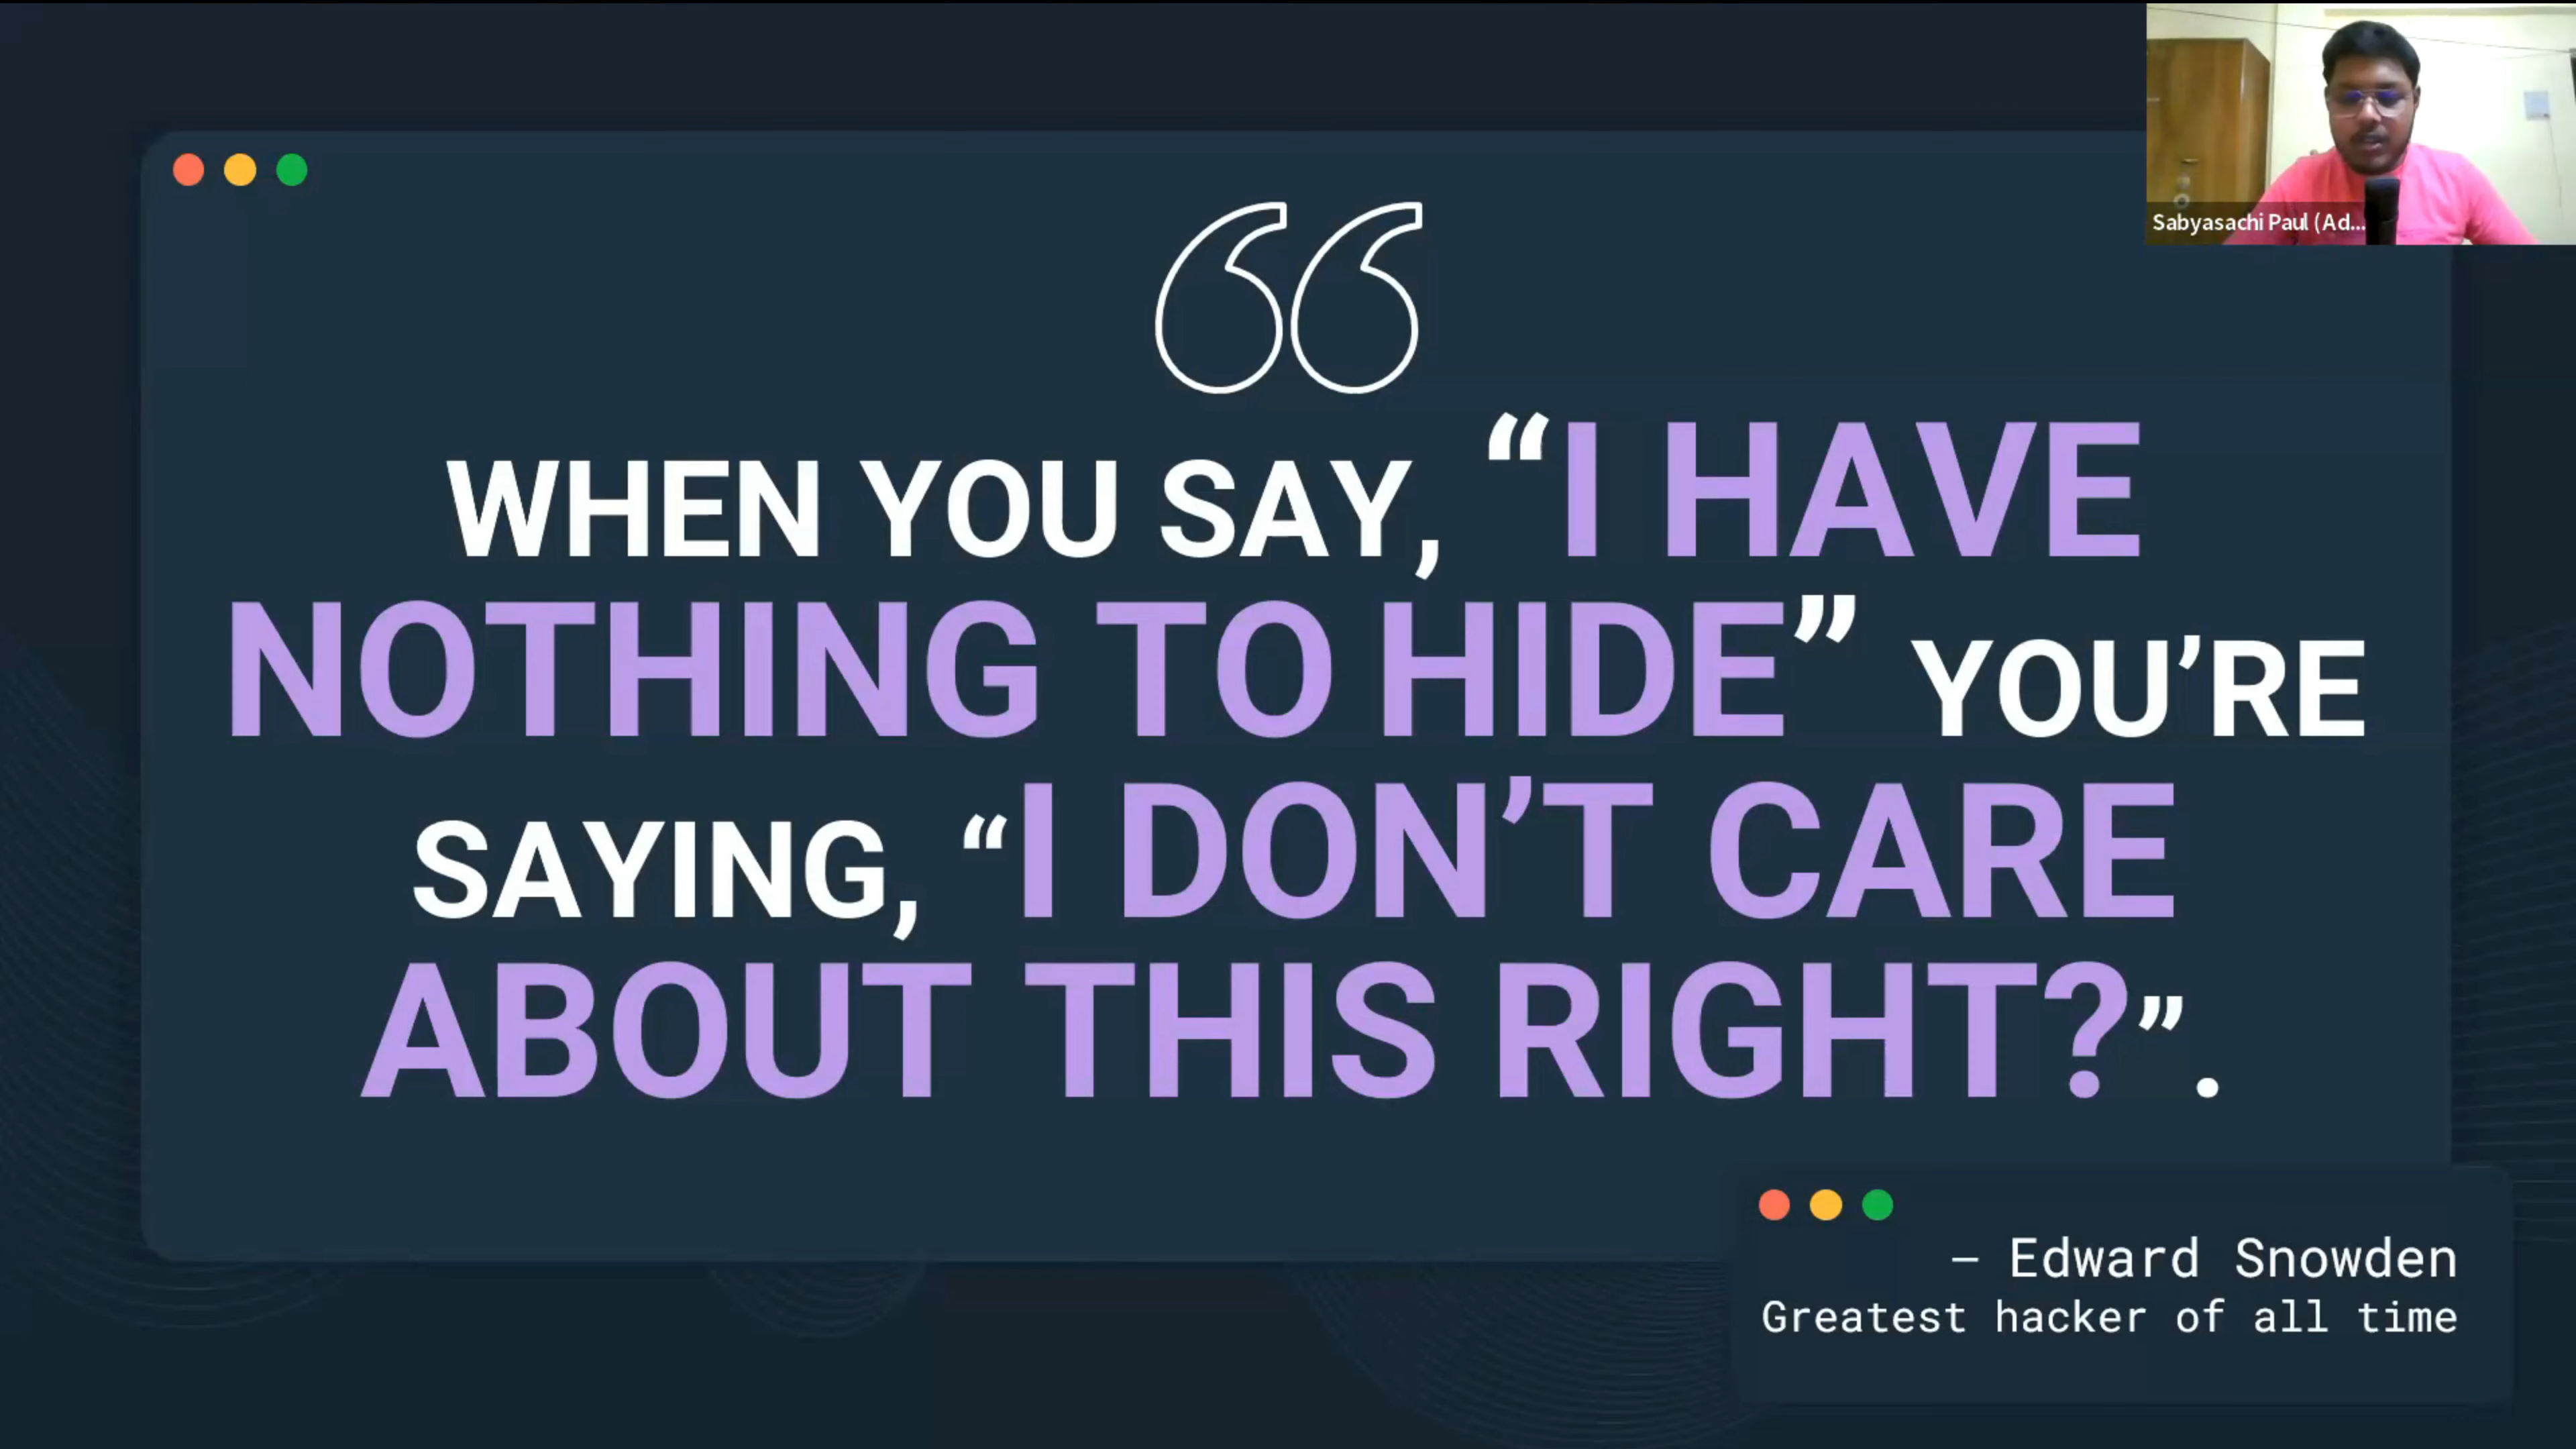 Sabyasachi Paul (Ad...
“
WHEN YOU SAY, “I HAVE
NOTHING TO HIDE” YOU’RE
SAYING, “I DON’T CARE
ABOUT THIS RIGHT?”.
– Edward Snowden
Greatest hacker of all time